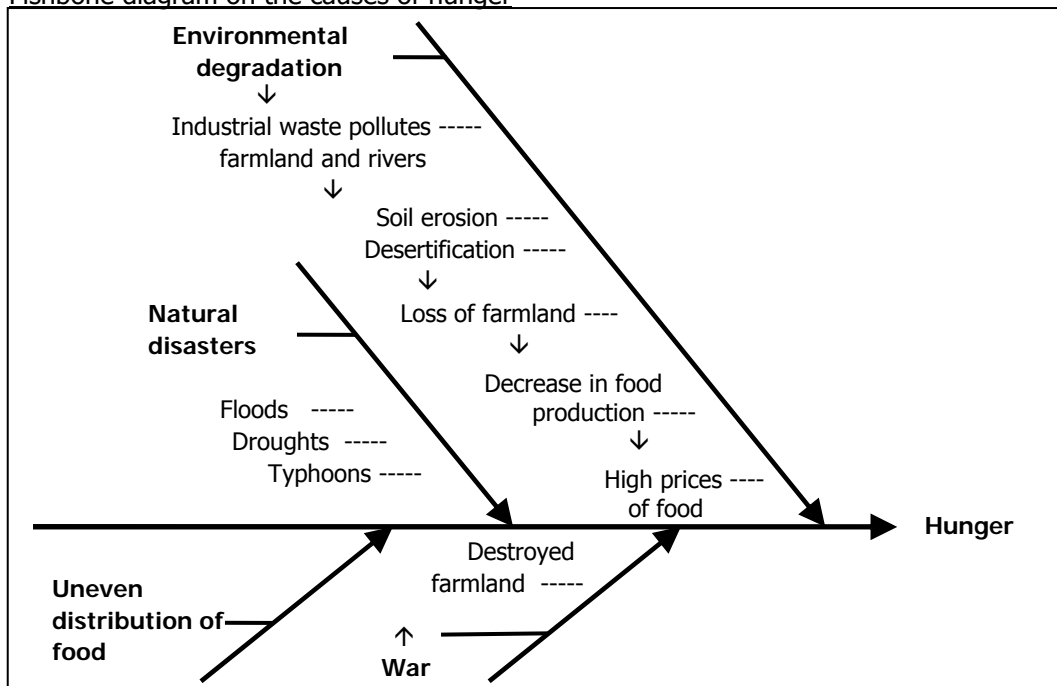 Fishbone diagram on the causes of hunger
Environmental
degradation
↓
Industrial waste pollutes -----
farmland and rivers
↓
Soil erosion -----
Desertification -----
↓
Loss of farmland ----
↓
Decrease in food
production -----
↓
High prices ----
of food
Natural
disasters
Floods -----
Droughts -----
Typhoons -----
Hunger
Uneven
distribution of
food
Destroyed
farmland -----
↑
War